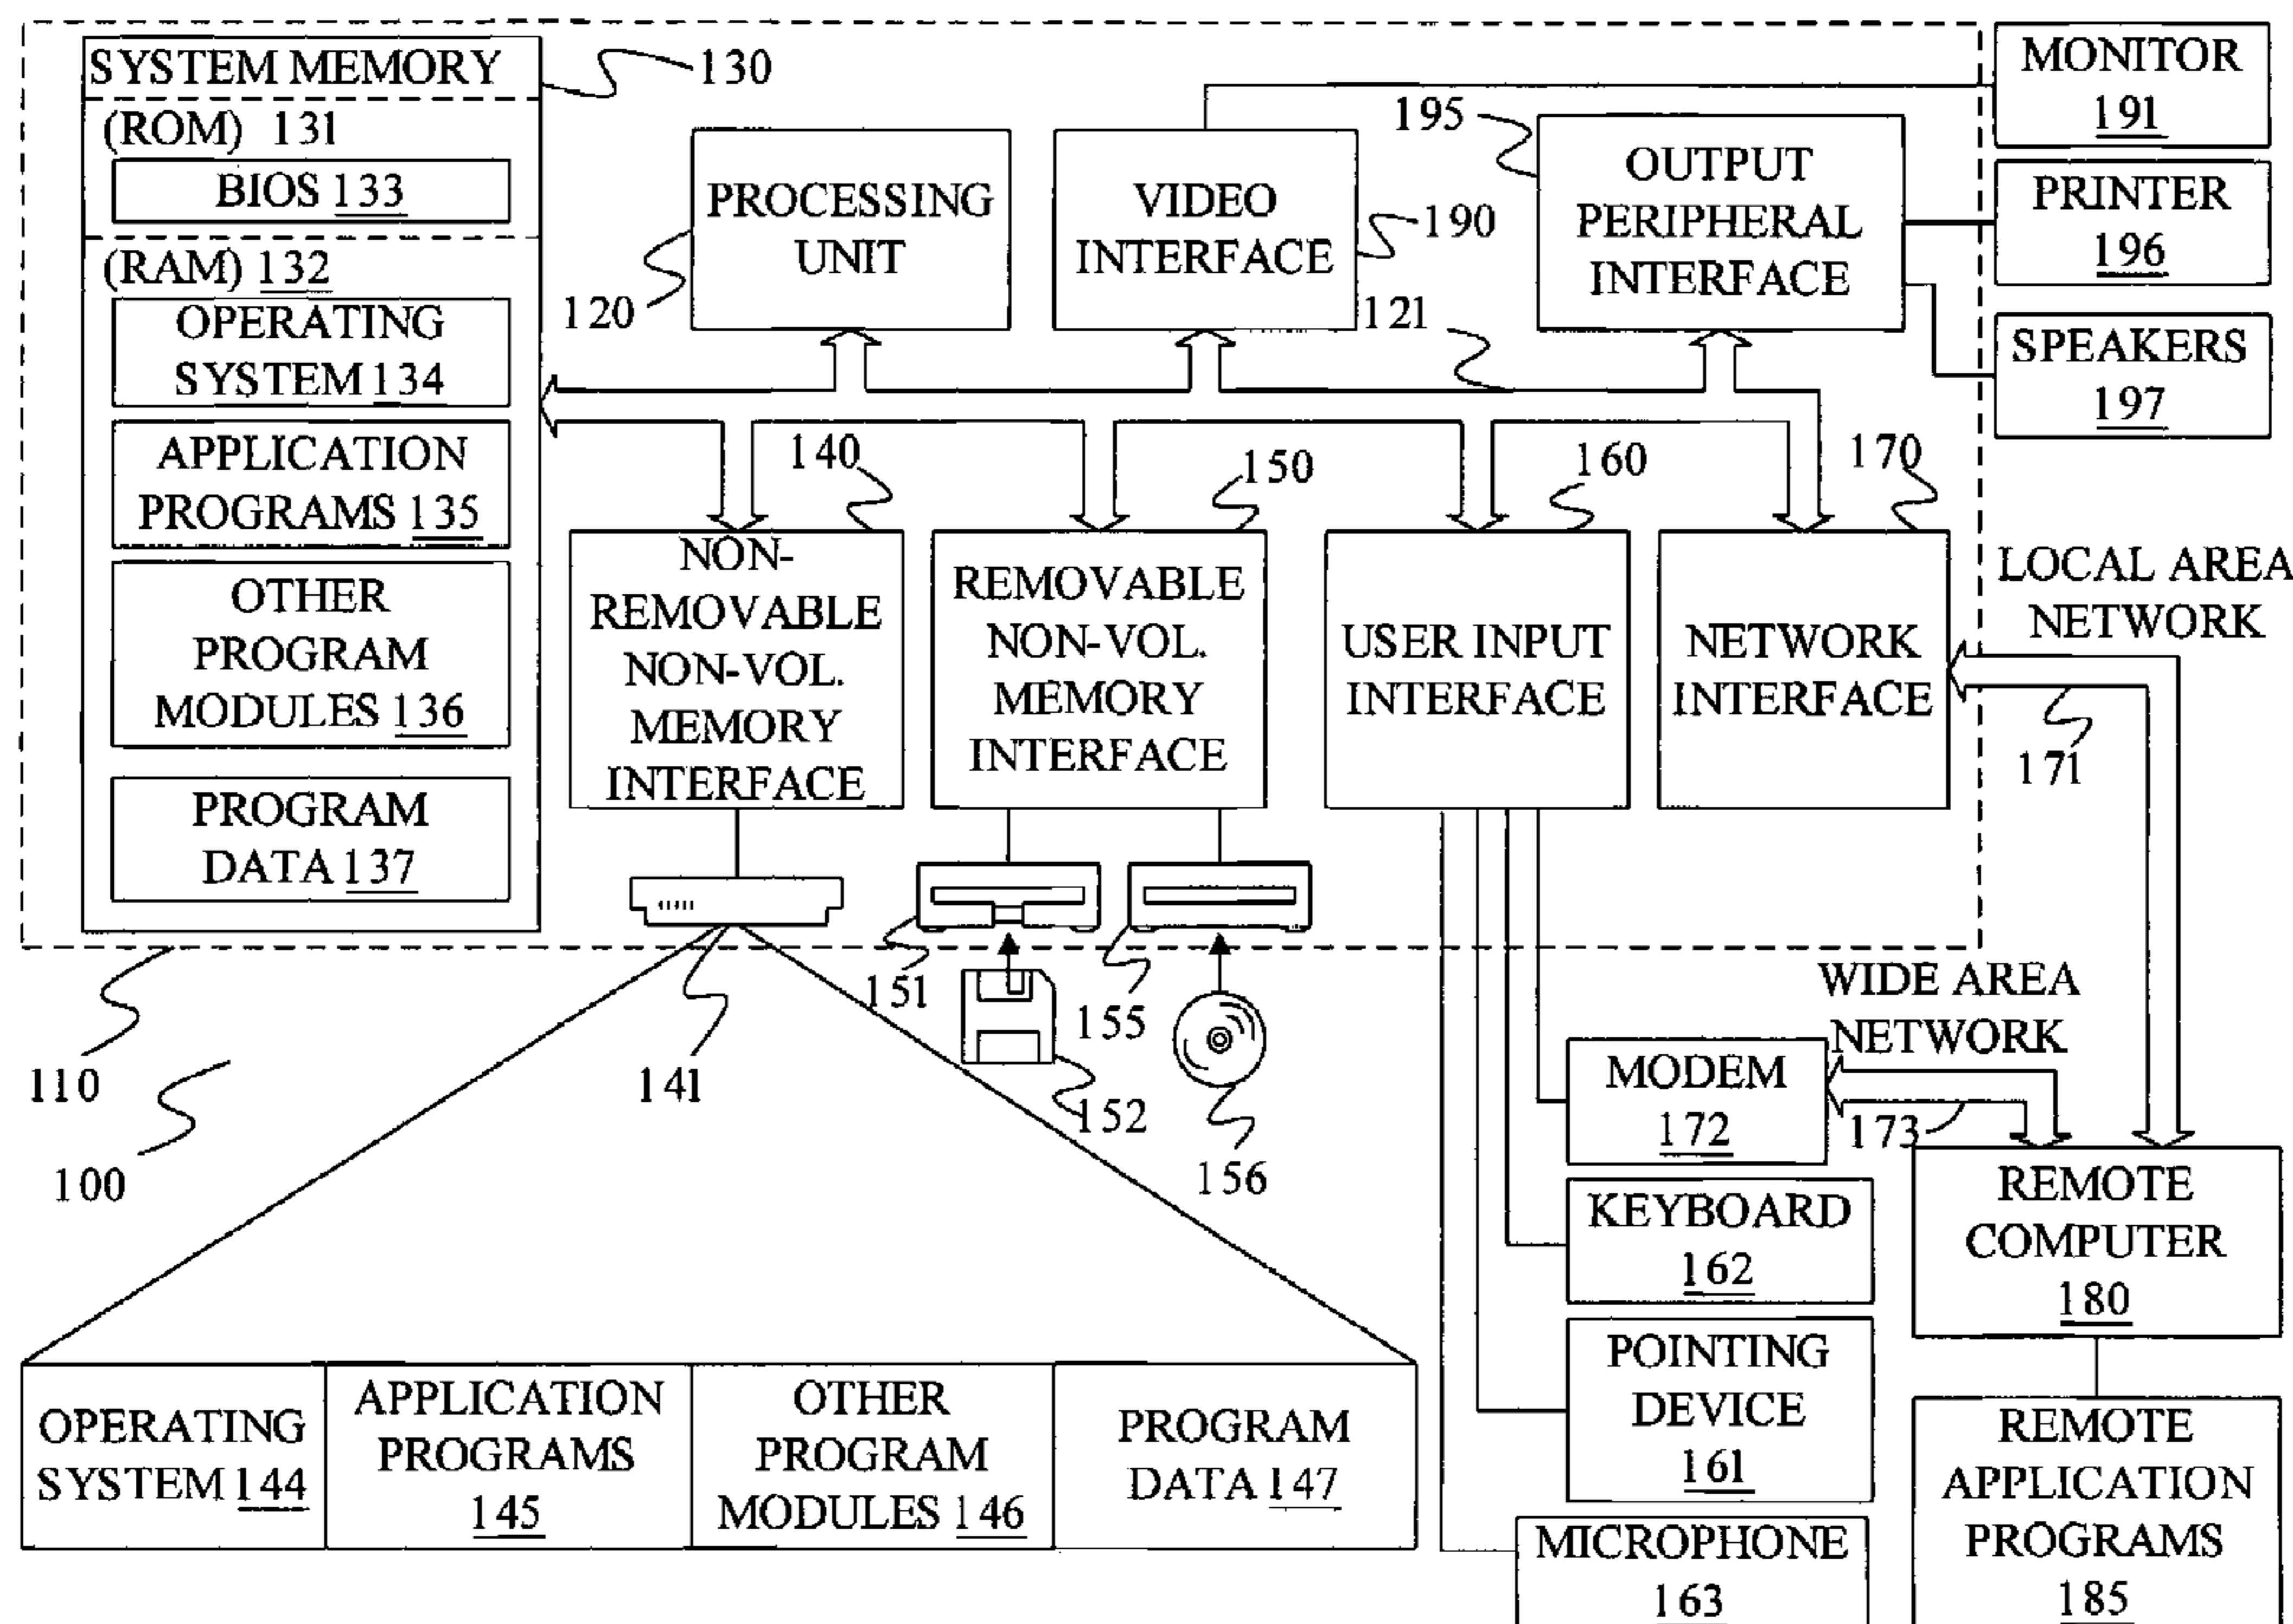 SYSTEM MEMORY
130
(ROM) 131
BIOS 133
(RAM) 132
OPERATING
SYSTEM 134
APPLICATION
PROGRAMS 135
OTHER
PROGRAM
MODULES 136
PROGRAM
DATA 137
PROCESSING
UNIT
120
VIDEO
INTERFACE
190
121
195
OUTPUT
PERIPHERAL
INTERFACE
MONITOR
191
PRINTER
196
SPEAKERS
197
140
NON-
REMOVABLE
NON-VOL.
MEMORY
INTERFACE
150
REMOVABLE
NON-VOL.
MEMORY
INTERFACE
160
USER INPUT
INTERFACE
170
NETWORK
INTERFACE
LOCAL AREA
NETWORK
171
110
100
141
151
152
155
156
WIDE AREA
NETWORK
173
MODEM
172
KEYBOARD
162
POINTING
DEVICE
161
MICROPHONE
163
REMOTE
COMPUTER
180
REMOTE
APPLICATION
PROGRAMS
185
OPERATING
SYSTEM 144
APPLICATION
PROGRAMS
145
OTHER
PROGRAM
MODULES 146
PROGRAM
DATA 147